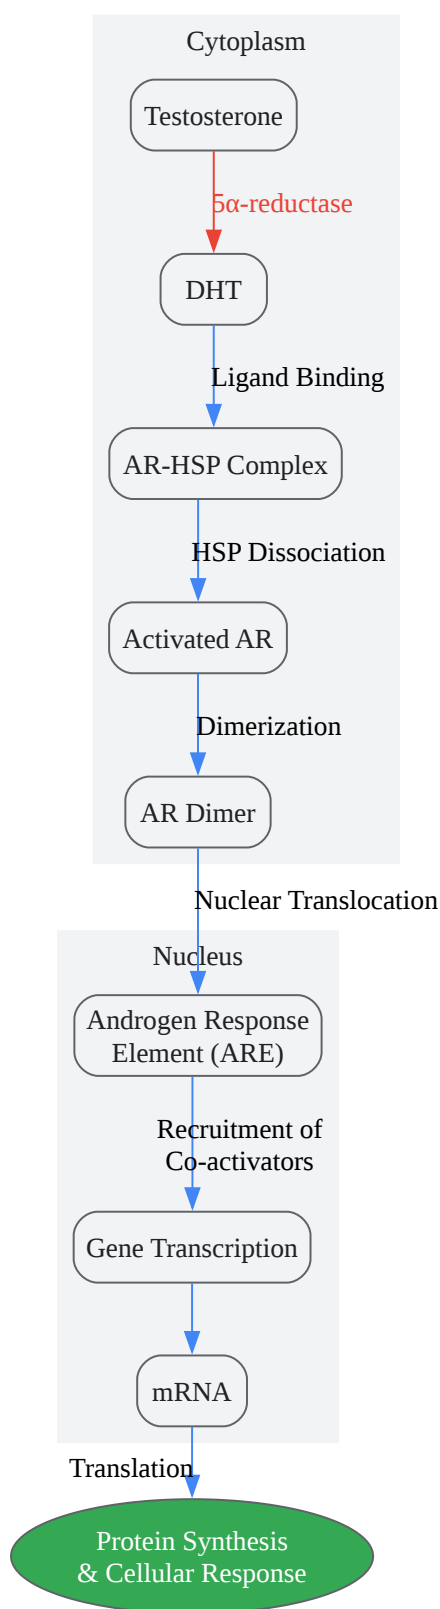 Cytoplasm
Testosterone
5α-reductase
DHT
Ligand Binding
AR-HSP Complex
HSP Dissociation
Activated AR
Dimerization
AR Dimer
Nuclear Translocation
Nucleus
Androgen Response
Element (ARE)
Recruitment of
Co-activators
Gene Transcription
mRNA
Translation
Protein Synthesis
& Cellular Response